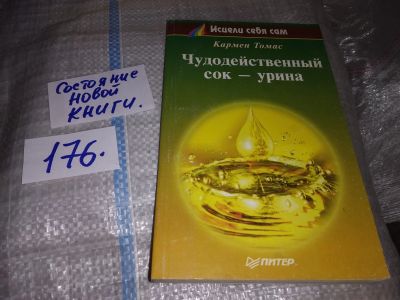 Состояние
новой
книги.
176.
Исцели себя сам
Кармен Томас
Чудодейственный
сок – урина
ПИТЕР